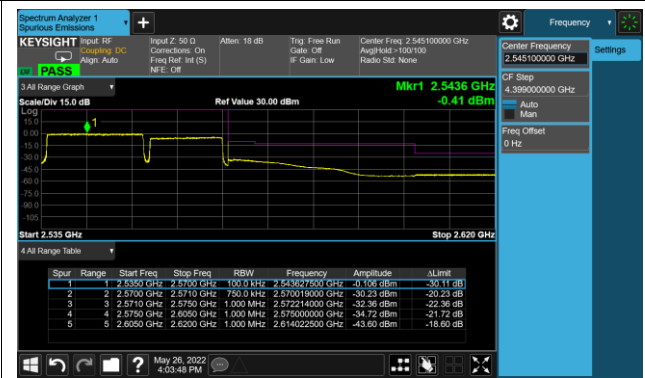 Spectrum Analyzer 1
Spurious Emissions
Frequency
KEYSIGHT Input: RF Input Z: 50 Ω Atten: 18 dB Trig: Free Run Center Freq: 2.545100000 GHz
Coupling: DC Corrections: On Gate: Off Avg|Hold:>100/100
Align: Auto Freq Ref: Int (S) IF Gain: Low Radio Std: None
NFE: Off
PASS
3 All Range Graph
Mkr1 2.5436 GHz
Scale/Div 15.0 dB Ref Value 30.00 dBm -0.41 dBm
Log
15.0
0.00
-15.0
-30.0
-45.0
-60.0
-75.0
-90.0
-105
1
Start 2.535 GHz Stop 2.620 GHz
4 All Range Table
Spur Range Start Freq Stop Freq RBW Frequency Amplitude ΔLimit
1 1 2.5350 GHz 2.5700 GHz 100.0 kHz 2.543627500 GHz -0.106 dBm -30.11 dB
2 2 2.5700 GHz 2.5710 GHz 750.0 kHz 2.570019000 GHz -30.23 dBm -20.23 dB
3 3 2.5710 GHz 2.5750 GHz 1.000 MHz 2.572214000 GHz -32.36 dBm -22.36 dB
4 4 2.5750 GHz 2.6050 GHz 1.000 MHz 2.575000000 GHz -34.72 dBm -21.72 dB
5 5 2.6050 GHz 2.6200 GHz 1.000 MHz 2.614022500 GHz -43.60 dBm -18.60 dB
May 26, 2022
4:03:48 PM
Center Frequency
2.545100000 GHz
Settings
CF Step
4.399000000 GHz
Auto
Man
Freq Offset
0 Hz